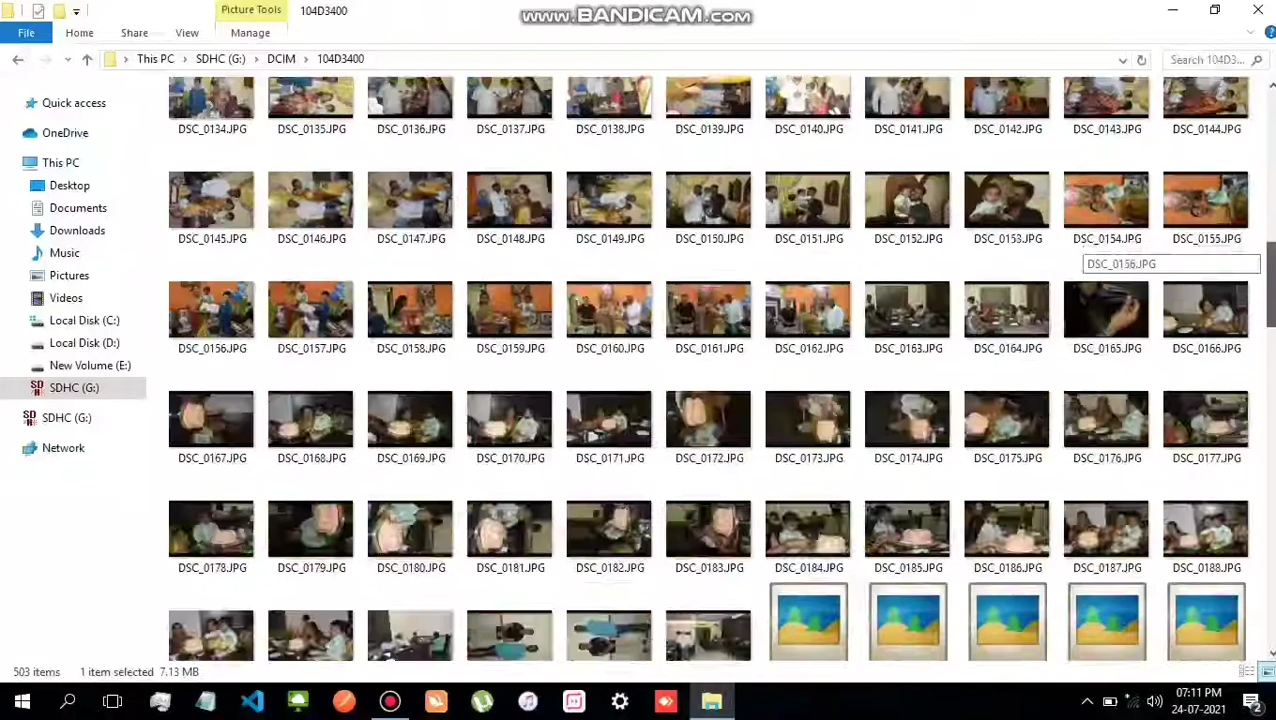 Picture Tools
104D3400
www.BANDICAM.com
File
Home
Share
View
Manage
This PC
SDHC (G:)
DCIM
104D3400
Search 104D3...
Quick access
OneDrive
This PC
Desktop
Documents
Downloads
Music
Pictures
Videos
Local Disk (C:)
Local Disk (D:)
New Volume (E:)
SDHC (G:)
SDHC (G:)
Network
DSC_0134.JPG DSC_0135.JPG DSC_0136.JPG DSC_0137.JPG DSC_0138.JPG DSC_0139.JPG DSC_0140.JPG DSC_0141.JPG DSC_0142.JPG DSC_0143.JPG DSC_0144.JPG
DSC_0145.JPG DSC_0146.JPG DSC_0147.JPG DSC_0148.JPG DSC_0149.JPG DSC_0150.JPG DSC_0151.JPG DSC_0152.JPG DSC_0153.JPG DSC_0154.JPG DSC_0155.JPG
DSC_0156.JPG
DSC_0156.JPG DSC_0157.JPG DSC_0158.JPG DSC_0159.JPG DSC_0160.JPG DSC_0161.JPG DSC_0162.JPG DSC_0163.JPG DSC_0164.JPG DSC_0165.JPG DSC_0166.JPG
DSC_0167.JPG DSC_0168.JPG DSC_0169.JPG DSC_0170.JPG DSC_0171.JPG DSC_0172.JPG DSC_0173.JPG DSC_0174.JPG DSC_0175.JPG DSC_0176.JPG DSC_0177.JPG
DSC_0178.JPG DSC_0179.JPG DSC_0180.JPG DSC_0181.JPG DSC_0182.JPG DSC_0183.JPG DSC_0184.JPG DSC_0185.JPG DSC_0186.JPG DSC_0187.JPG DSC_0188.JPG
503 items 1 item selected 7.13 MB
07:11 PM
24-07-2021
2